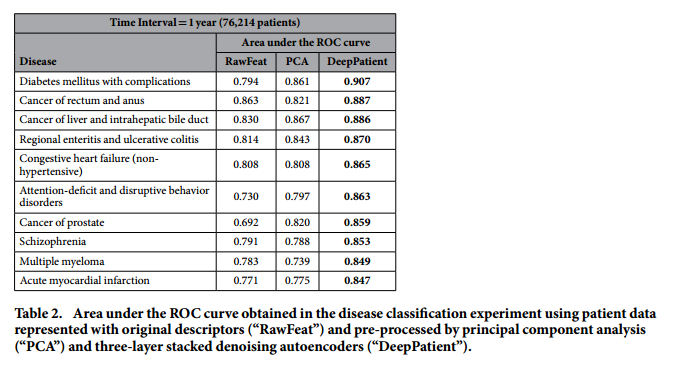 Time Interval = 1 year (76,214 patients)
Area under the ROC curve
Disease RawFeat PCA DeepPatient
Diabetes mellitus with complications 0.794 0.861 0.907
Cancer of rectum and anus 0.863 0.821 0.887
Cancer of liver and intrahepatic bile duct 0.830 0.867 0.886
Regional enteritis and ulcerative colitis 0.814 0.843 0.870
Congestive heart failure (non-
hypertensive) 0.808 0.808 0.865
Attention-deficit and disruptive behavior
disorders 0.730 0.797 0.863
Cancer of prostate 0.692 0.820 0.859
Schizophrenia 0.791 0.788 0.853
Multiple myeloma 0.783 0.739 0.849
Acute myocardial infarction 0.771 0.775 0.847
Table 2. Area under the ROC curve obtained in the disease classification experiment using patient data
represented with original descriptors (“RawFeat”) and pre-processed by principal component analysis
(“PCA”) and three-layer stacked denoising autoencoders (“DeepPatient”).